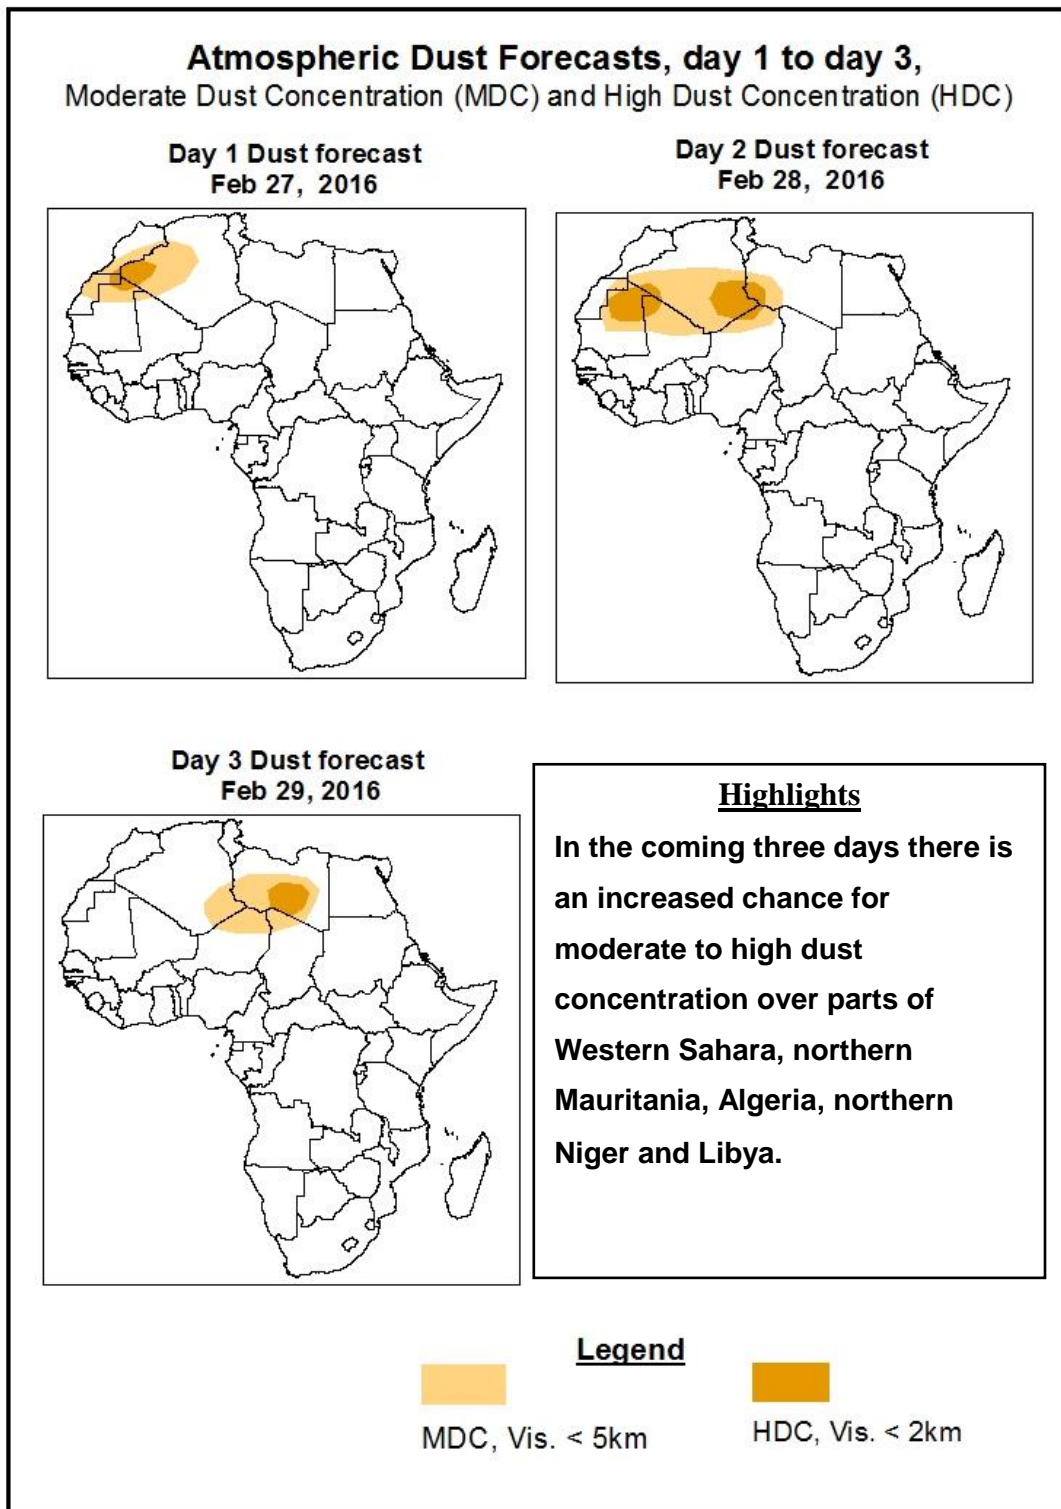 Atmospheric Dust Forecasts, day 1 to day 3,
Moderate Dust Concentration (MDC) and High Dust Concentration (HDC)
Day 1 Dust forecast
Feb 27, 2016
Day 2 Dust forecast
Feb 28, 2016
Day 3 Dust forecast
Feb 29, 2016
Highlights
In the coming three days there is
an increased chance for
moderate to high dust
concentration over parts of
Western Sahara, northern
Mauritania, Algeria, northern
Niger and Libya.
Legend
MDC, Vis. < 5km
HDC, Vis. < 2km